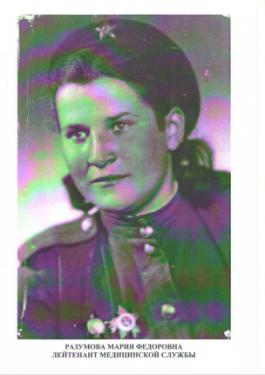 РАЗУМОВА МАРИЯ ФЕДОРОВНА
ЛЕЙТЕНАНТ МЕДИЦИНСКОЙ СЛУЖБЫ